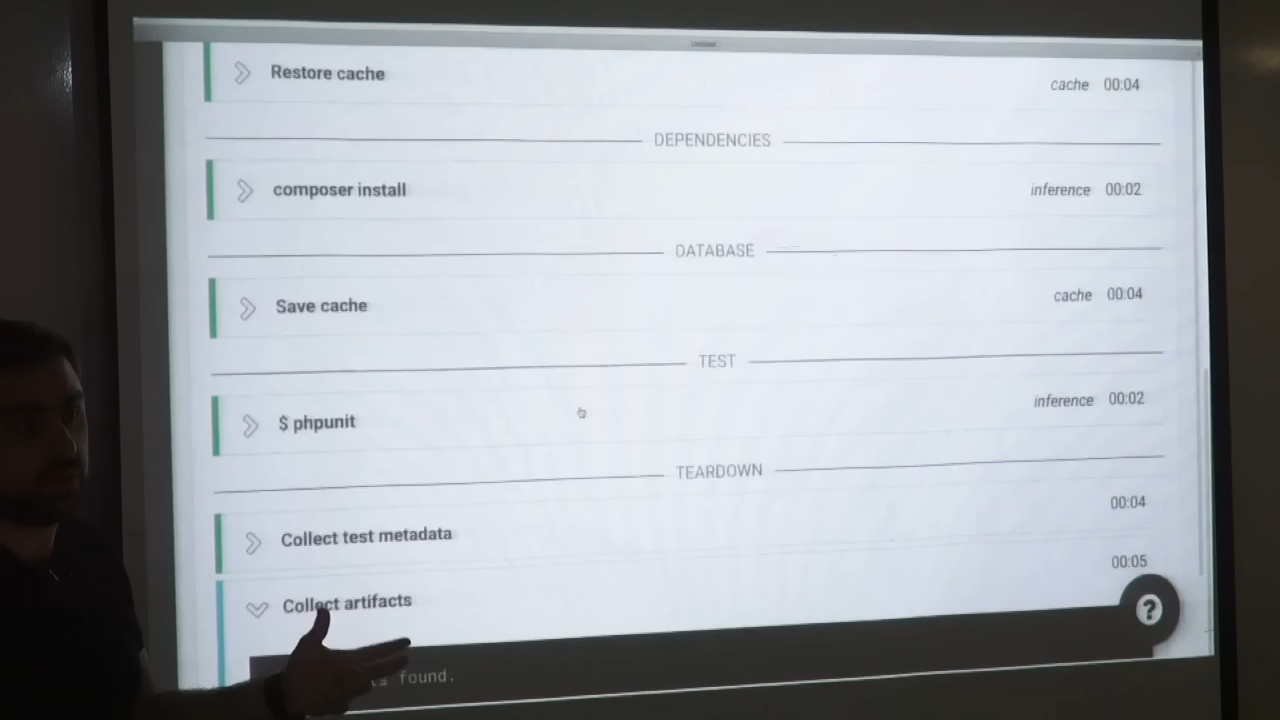 Restore cache cache 00:04
DEPENDENCIES
composer install inference 00:02
DATABASE
Save cache cache 00:04
TEST
$ phpunit inference 00:02
TEARDOWN
Collect test metadata 00:04
Collect artifacts 00:05
?
found.